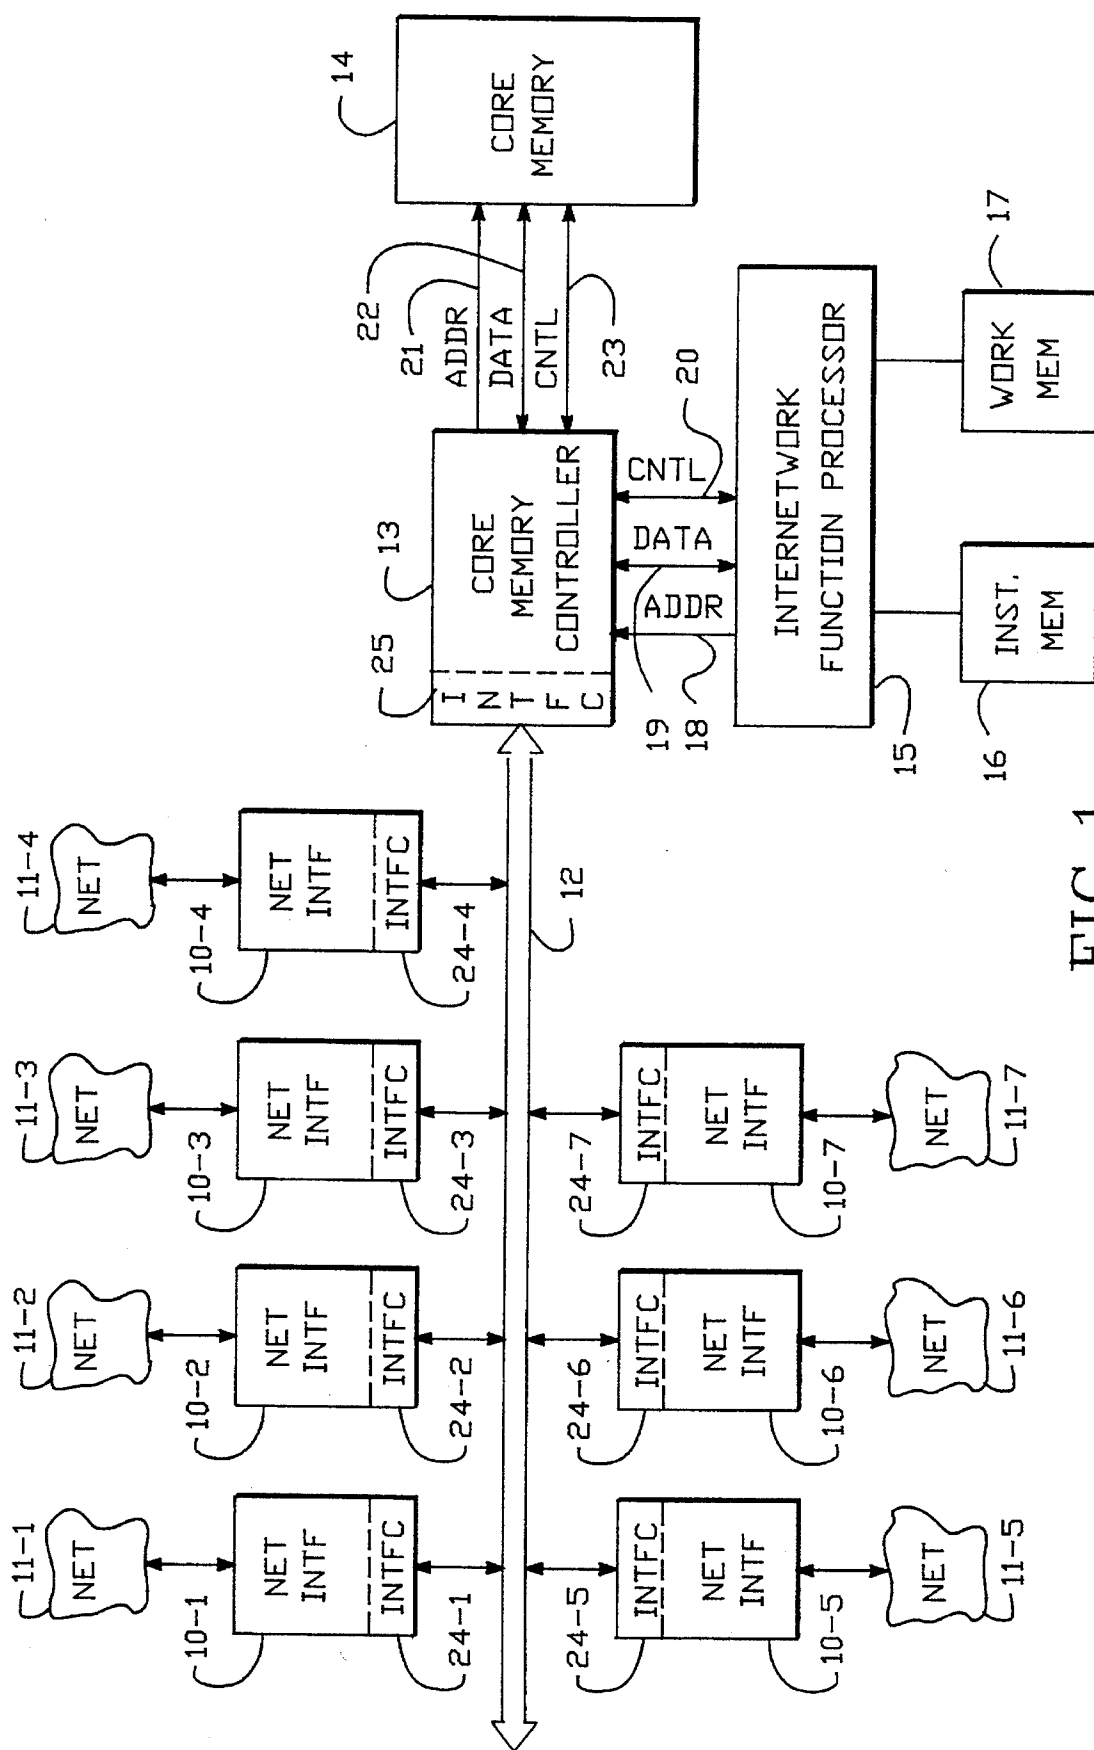 11-1
NET
10-1
NET
INTF
INTFC
24-1
11-2
NET
10-2
NET
INTF
INTFC
24-2
11-3
NET
10-3
NET
INTF
INTFC
24-3
11-4
NET
10-4
NET
INTF
INTFC
24-4
12
24-5
INTFC
NET
INTF
10-5
NET
11-5
24-6
INTFC
NET
INTF
10-6
NET
11-6
24-7
INTFC
NET
INTF
10-7
NET
11-7
25
13
INTFC
CORE
MEMORY
CONTROLLER
21
22
ADDR
DATA
CNTL
23
14
CORE
MEMORY
19
18
ADDR
DATA
CNTL
20
15
INTERNETWORK
FUNCTION PROCESSOR
16
INST.
MEM
17
WORK
MEM
FIG. 1